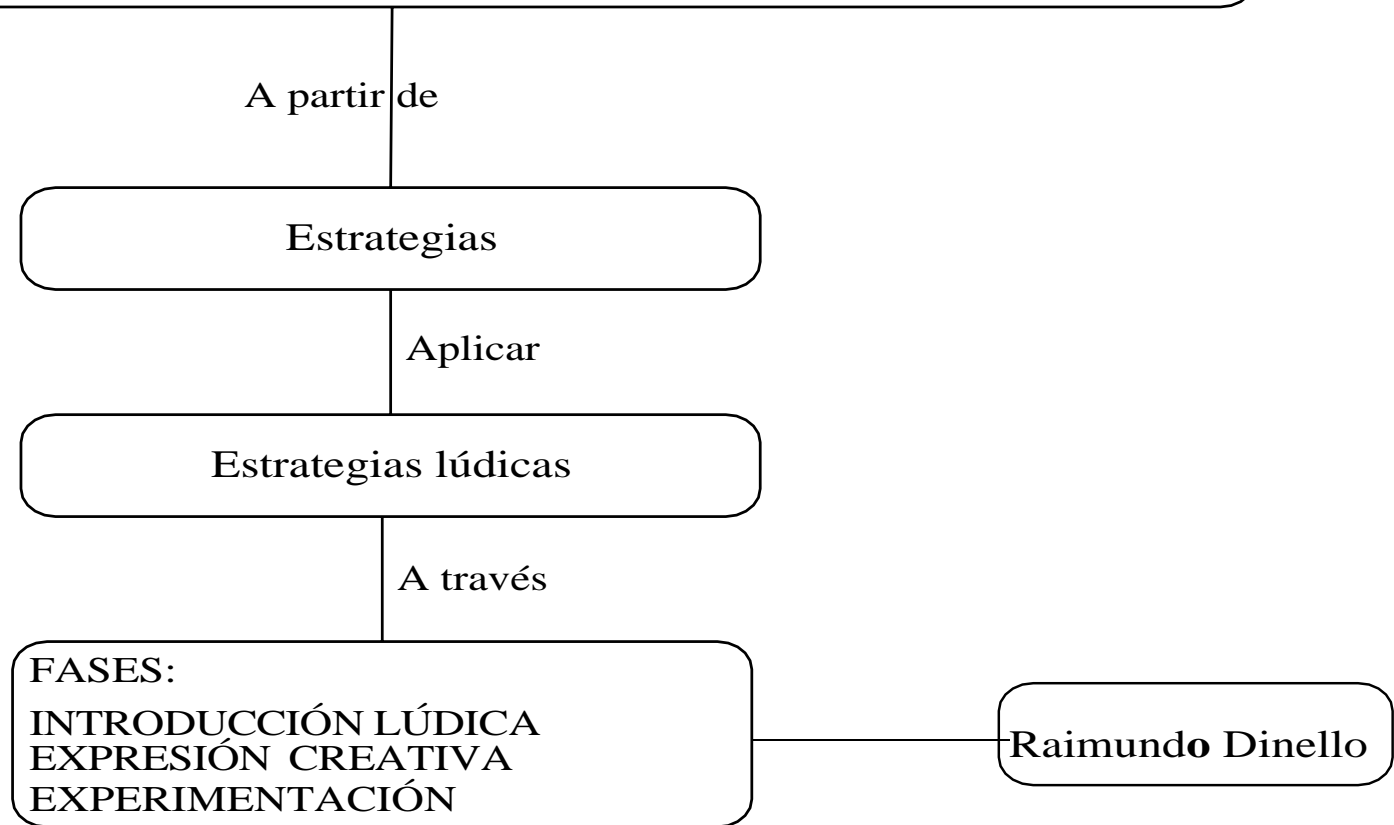 A partir de
Estrategias
Aplicar
Estrategias lúdicas
A través
FASES:
INTRODUCCIÓN LÚDICA
EXPRESIÓN CREATIVA
EXPERIMENTACIÓN
Raimundo Dinello